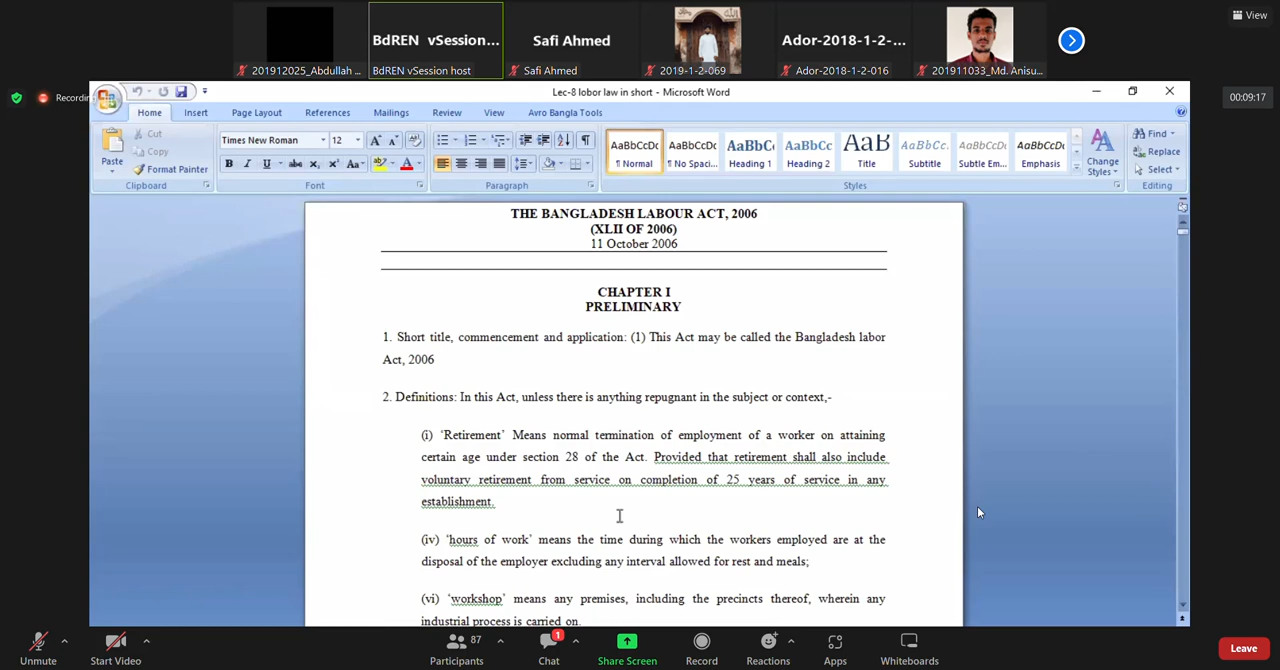 BdREN vSession...
Safi Ahmed
Ador-2018-1-2-...
View
201912025_Abdullah ...
BdREN vSession host
Safi Ahmed
2019-1-2-069
Ador-2018-1-2-016
201911033_Md. Anisu...
Recordin
Lec-8 lobor law in short - Microsoft Word
00:09:17
Home
Insert
Page Layout
References
Mailings
Review
View
Avro Bangla Tools
Paste
Cut
Copy
Format Painter
Clipboard
Times New Roman
12
Font
Paragraph
AaBbCcDc
¶ Normal
AaBbCcDc
¶ No Spaci...
AaBbC
Heading 1
AaBbCc
Heading 2
AaB
Title
AaBbCc.
Subtitle
AaBbCcDc
Subtle Em...
AaBbCcDc
Emphasis
Change
Styles
Styles
Find
Replace
Select
Editing
THE BANGLADESH LABOUR ACT, 2006
(XLII OF 2006)
11 October 2006
CHAPTER I
PRELIMINARY
1. Short title, commencement and application: (1) This Act may be called the Bangladesh labor
Act, 2006
2. Definitions: In this Act, unless there is anything repugnant in the subject or context,-
(i) ‘Retirement’ Means normal termination of employment of a worker on attaining
certain age under section 28 of the Act. Provided that retirement shall also include
voluntary retirement from service on completion of 25 years of service in any
establishment.
(iv) ‘hours of work’ means the time during which the workers employed are at the
disposal of the employer excluding any interval allowed for rest and meals;
(vi) ‘workshop’ means any premises, including the precincts thereof, wherein any
industrial process is carried on.
Unmute
Start Video
Participants
87
Chat
1
Share Screen
Record
Reactions
Apps
Whiteboards
Leave